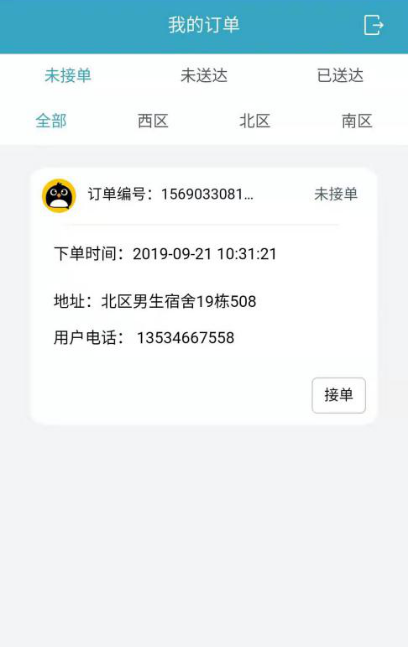 我的订单
未接单 未送达 已送达
全部 西区 北区 南区
订单编号：1569033081... 未接单
下单时间：2019-09-21 10:31:21
地址：北区男生宿舍19栋508
用户电话： 13534667558
接单